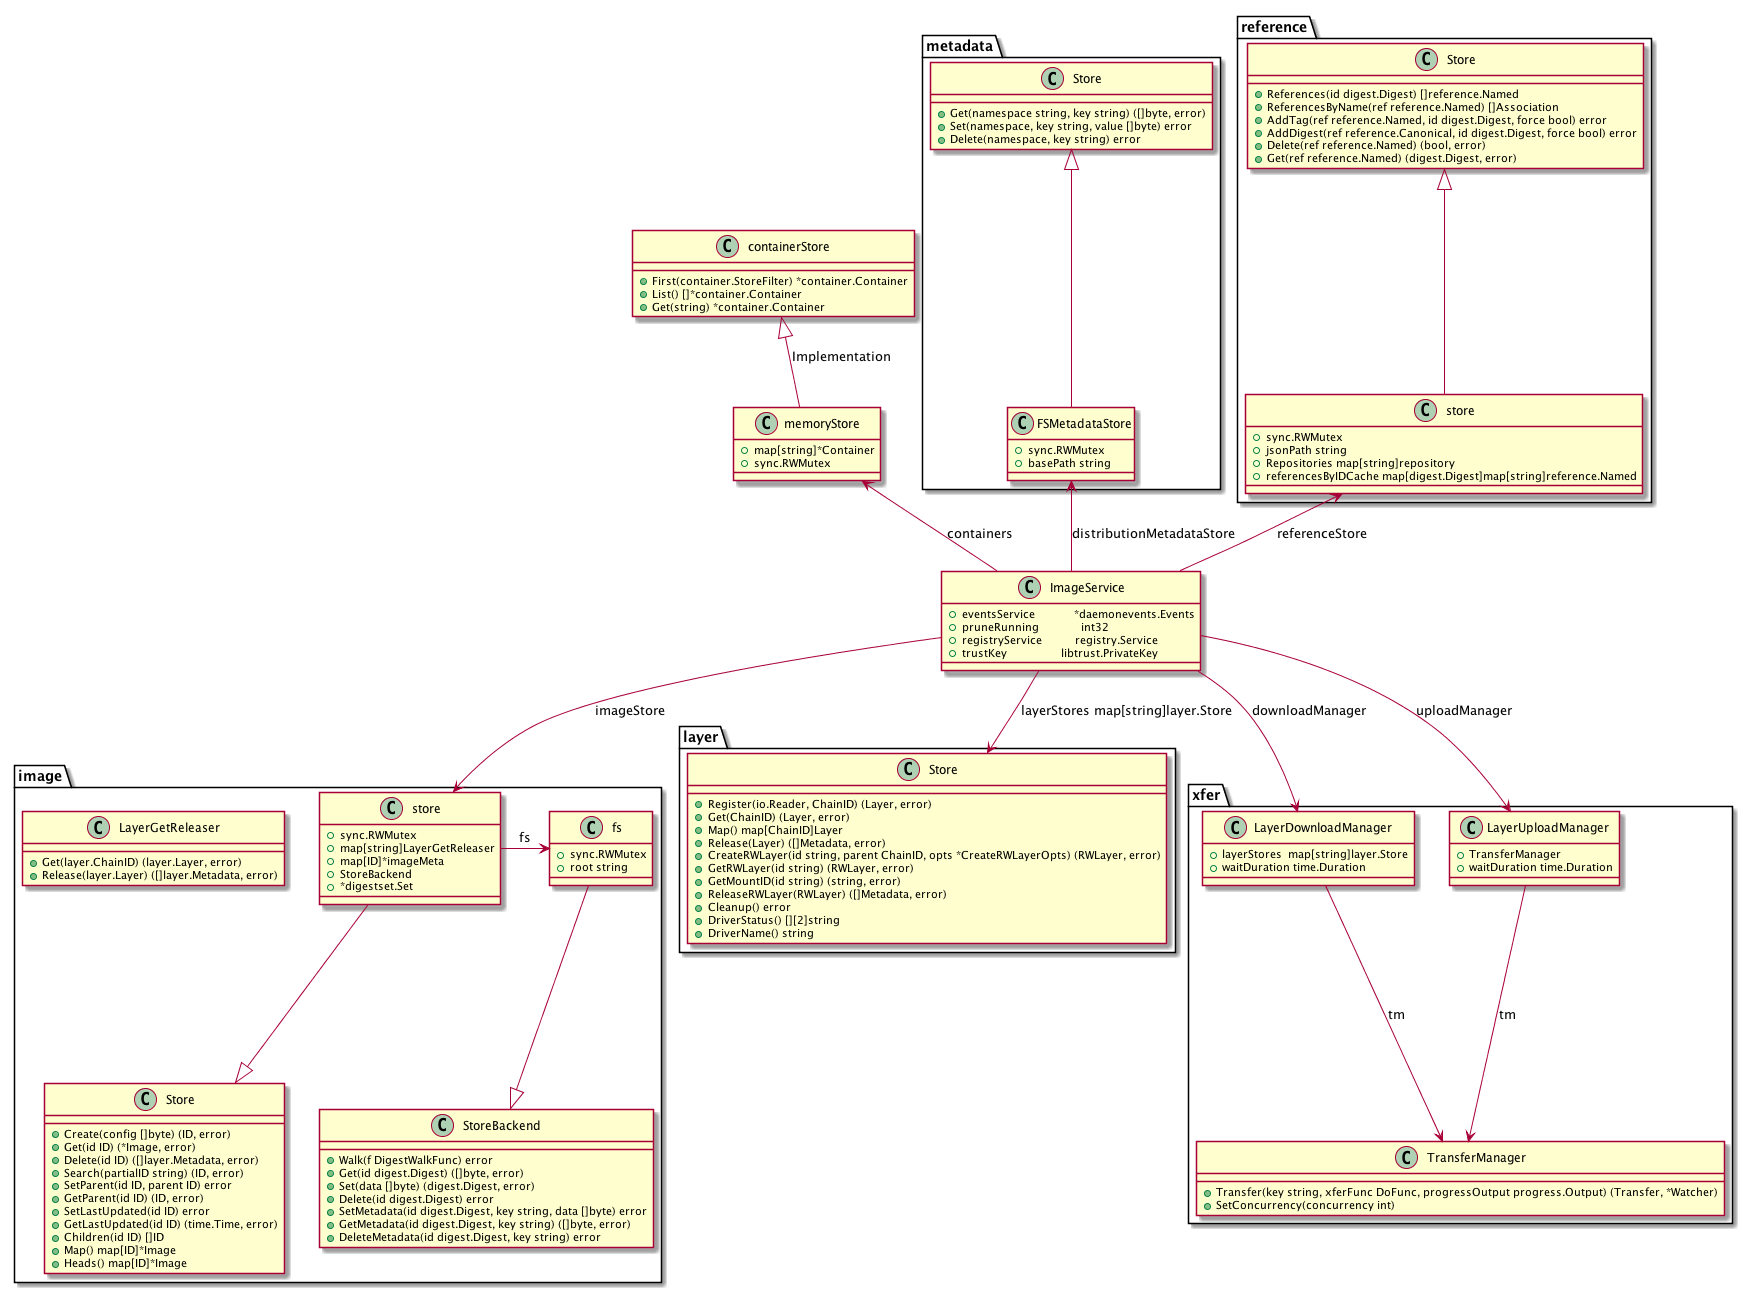 reference
C Store
References(id digest.Digest) []reference.Named
ReferencesByName(ref reference.Named) []Association
AddTag(ref reference.Named, id digest.Digest, force bool) error
AddDigest(ref reference.Canonical, id digest.Digest, force bool) error
Delete(ref reference.Named) (bool, error)
Get(ref reference.Named) (digest.Digest, error)
metadata
C Store
Get(namespace string, key string) ([]byte, error)
Set(namespace, key string, value []byte) error
Delete(namespace, key string) error
C containerStore
First(container.StoreFilter) *container.Container
List() []*container.Container
Get(string) *container.Container
Implementation
C memoryStore
map[string]*Container
sync.RWMutex
C FSMetadataStore
sync.RWMutex
basePath string
C store
sync.RWMutex
jsonPath string
Repositories map[string]repository
referencesByIDCache map[digest.Digest]map[string]reference.Named
containers
distributionMetadataStore
referenceStore
C ImageService
eventsService *daemonevents.Events
pruneRunning int32
registryService registry.Service
trustKey libtrust.PrivateKey
imageStore
layerStores map[string]layer.Store
downloadManager
uploadManager
image
C LayerGetReleaser
Get(layer.ChainID) (layer.Layer, error)
Release(layer.Layer) ([]layer.Metadata, error)
C store
sync.RWMutex
map[string]LayerGetReleaser
map[ID]*imageMeta
StoreBackend
*digestset.Set
fs
C fs
sync.RWMutex
root string
C Store
Create(config []byte) (ID, error)
Get(id ID) (*Image, error)
Delete(id ID) ([]layer.Metadata, error)
Search(partialID string) (ID, error)
SetParent(id ID, parent ID) error
GetParent(id ID) (ID, error)
SetLastUpdated(id ID) error
GetLastUpdated(id ID) (time.Time, error)
Children(id ID) []ID
Map() map[ID]*Image
Heads() map[ID]*Image
C StoreBackend
Walk(f DigestWalkFunc) error
Get(id digest.Digest) ([]byte, error)
Set(data []byte) (digest.Digest, error)
Delete(id digest.Digest) error
SetMetadata(id digest.Digest, key string, data []byte) error
GetMetadata(id digest.Digest, key string) ([]byte, error)
DeleteMetadata(id digest.Digest, key string) error
layer
C Store
Register(io.Reader, ChainID) (Layer, error)
Get(ChainID) (Layer, error)
Map() map[ChainID]Layer
Release(Layer) ([]Metadata, error)
CreateRWLayer(id string, parent ChainID, opts *CreateRWLayerOpts) (RWLayer, error)
GetRWLayer(id string) (RWLayer, error)
GetMountID(id string) (string, error)
ReleaseRWLayer(RWLayer) ([]Metadata, error)
Cleanup() error
DriverStatus() [][2]string
DriverName() string
xfer
C LayerDownloadManager
layerStores map[string]layer.Store
waitDuration time.Duration
C LayerUploadManager
TransferManager
waitDuration time.Duration
tm
tm
C TransferManager
Transfer(key string, xferFunc DoFunc, progressOutput progress.Output) (Transfer, *Watcher)
SetConcurrency(concurrency int)